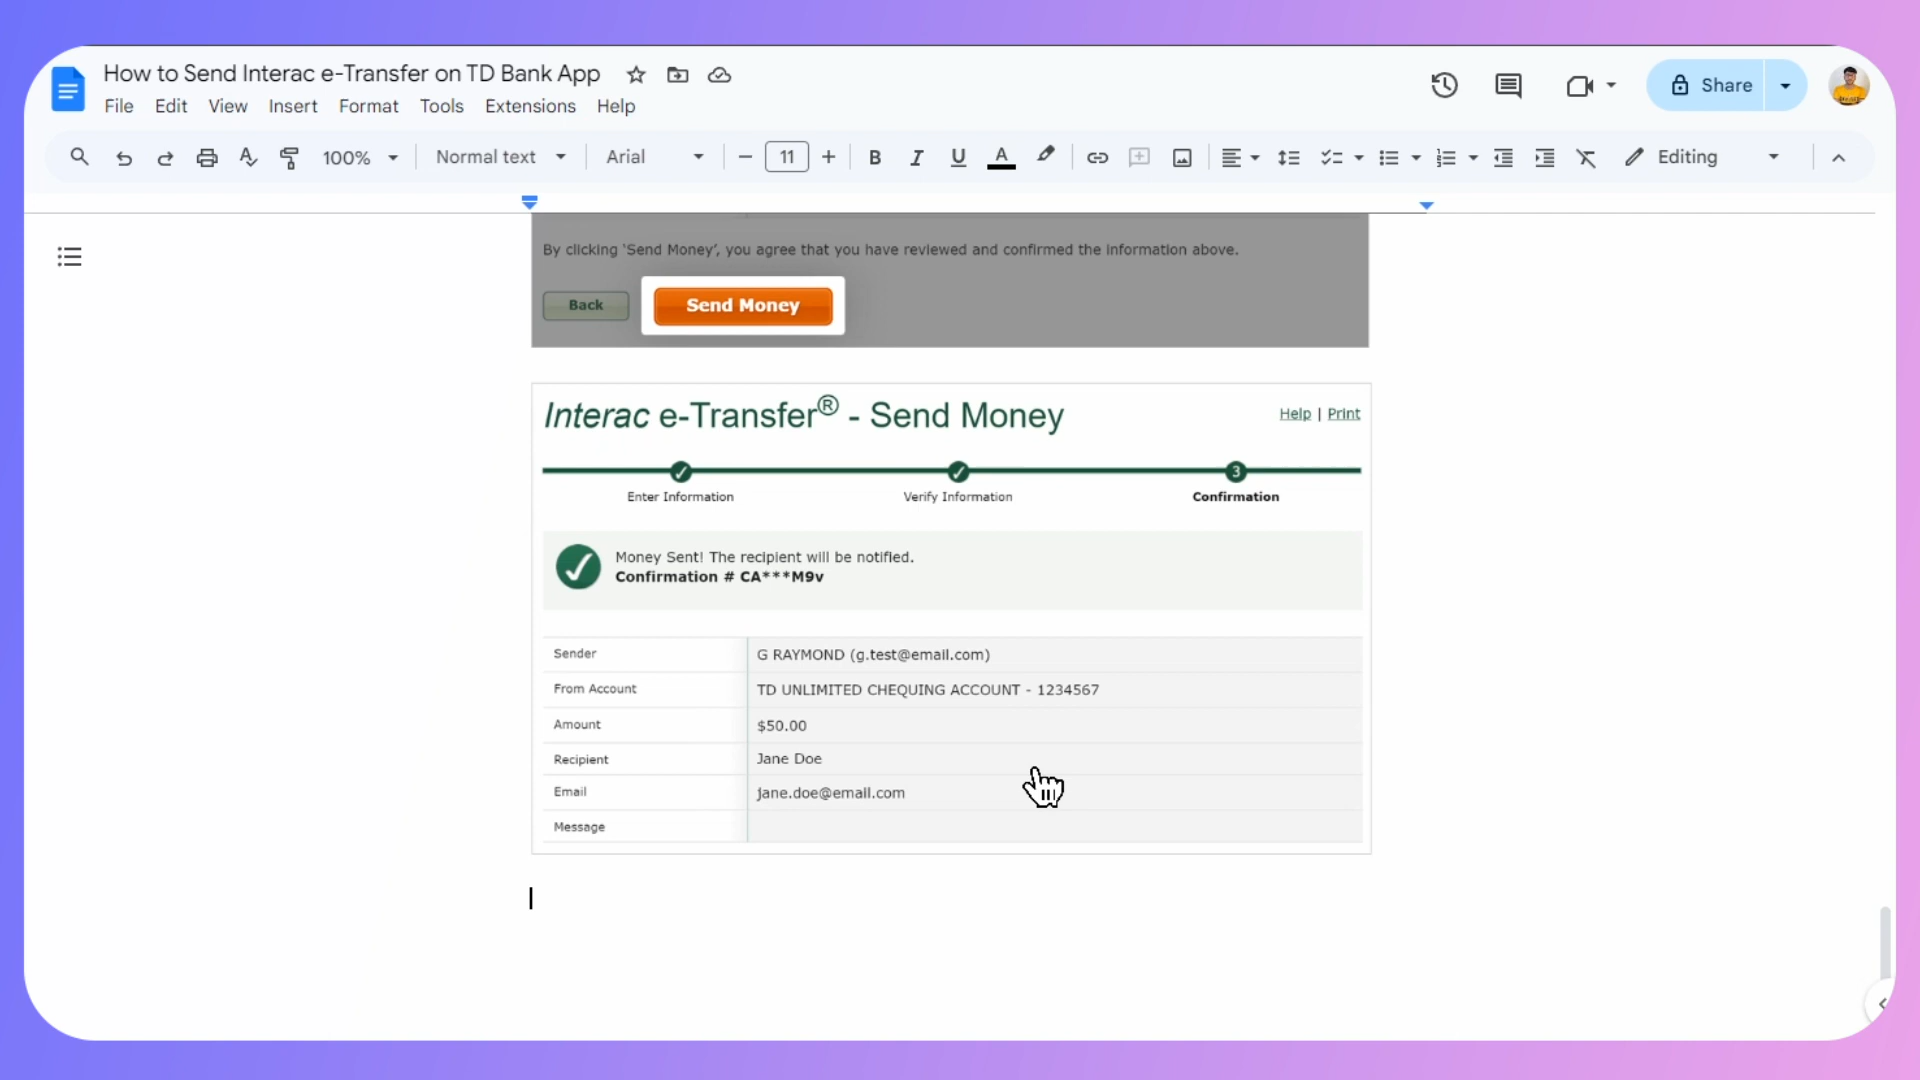 How to Send Interac e-Transfer on TD Bank App
File Edit View Insert Format Tools Extensions Help
Share
100% Normal text Arial 11 B I U A Editing
By clicking 'Send Money', you agree that you have reviewed and confirmed the information above.
Back Send Money
Interac e-Transfer® - Send Money
Help | Print
3
Enter Information Verify Information Confirmation
Money Sent! The recipient will be notified.
Confirmation # CA***M9v
Sender G RAYMOND (g.test@email.com)
From Account TD UNLIMITED CHEQUING ACCOUNT - 1234567
Amount $50.00
Recipient Jane Doe
Email jane.doe@email.com
Message